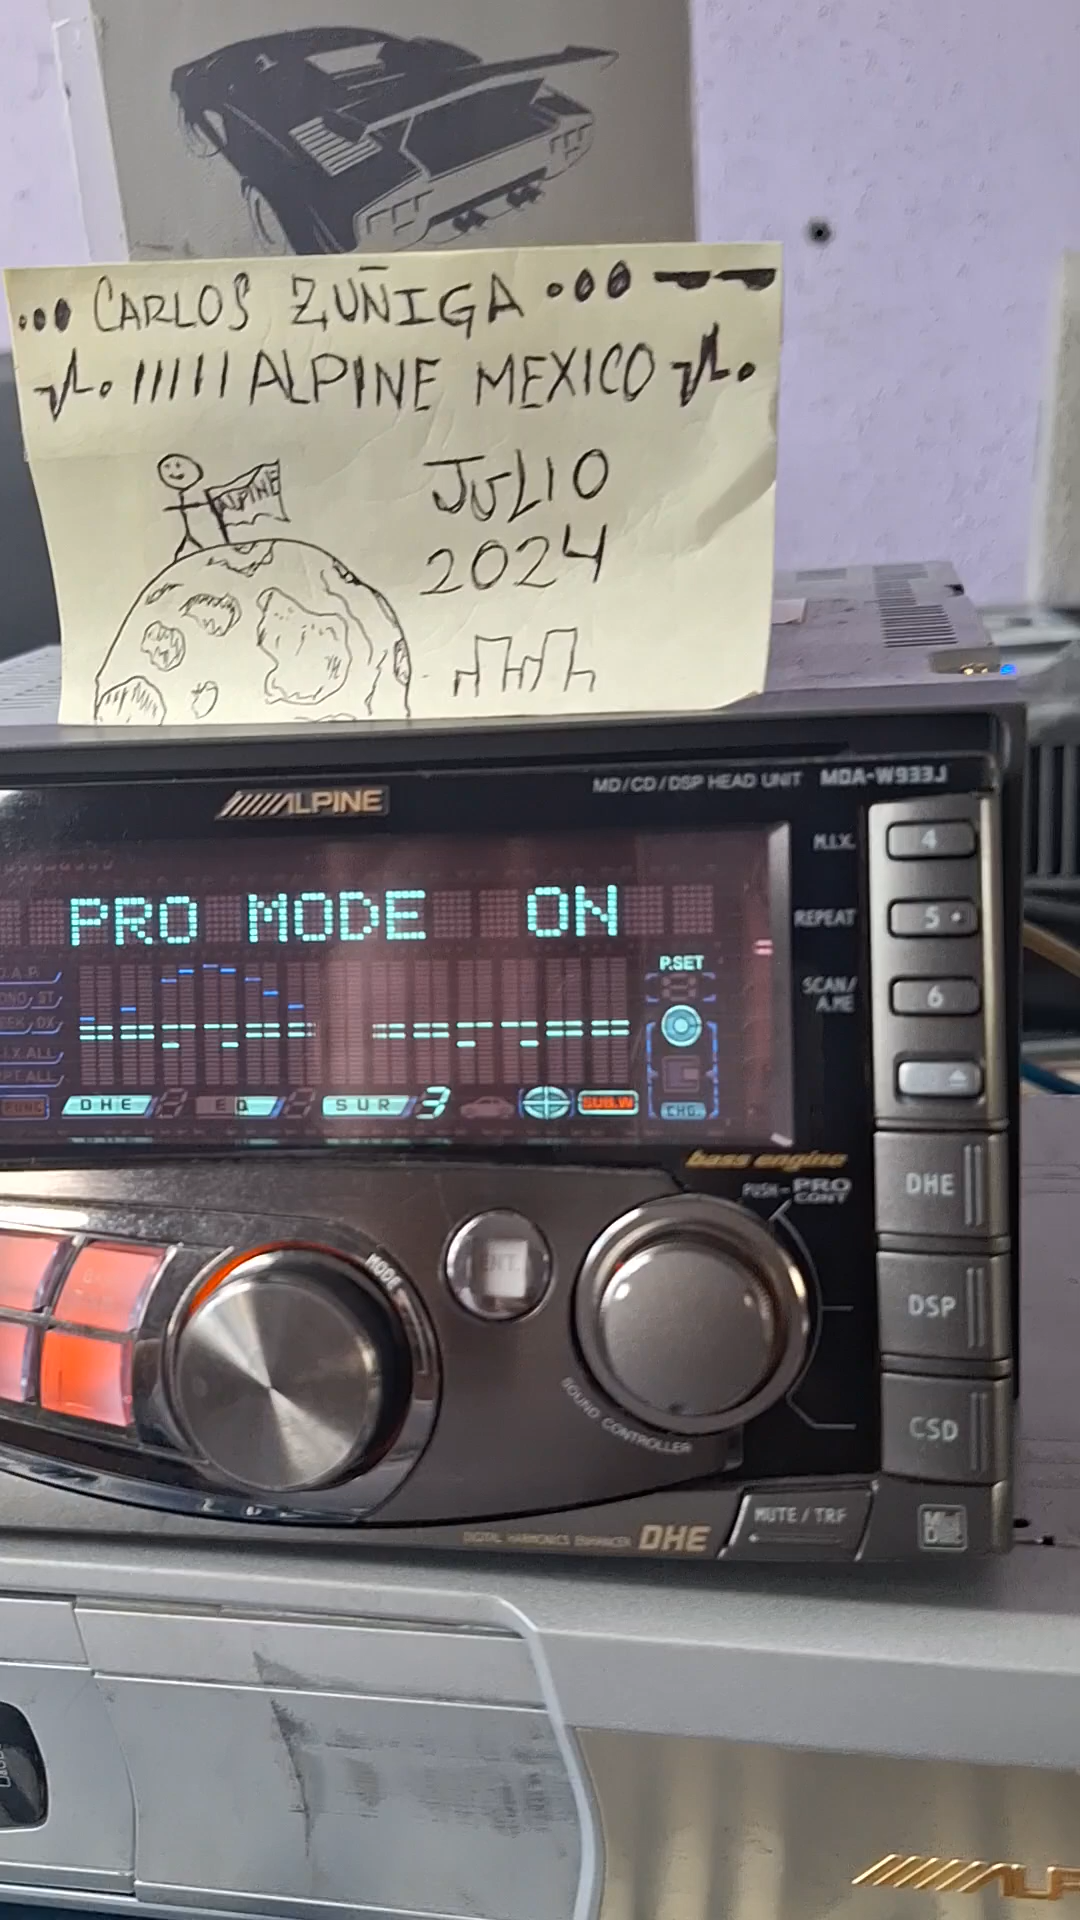 CARLOS ZUÑIGA
ALPINE MEXICO
ALPINE
JULIO
2024
MD/CD/DSP HEAD UNIT MDA-W933J
ALPINE
M.I.X. 4
REPEAT 5
SCAN/
A.ME 6
PRO MODE ON
P.SET
DHE EQ SUR 3 SUB.W CHG.
bass engine
PUSH-PRO
CONT
DHE
MODE
ENT.
DSP
SOUND CONTROLLER
CSD
MUTE / TRF
DIGITAL HARMONICS ENHANCER DHE